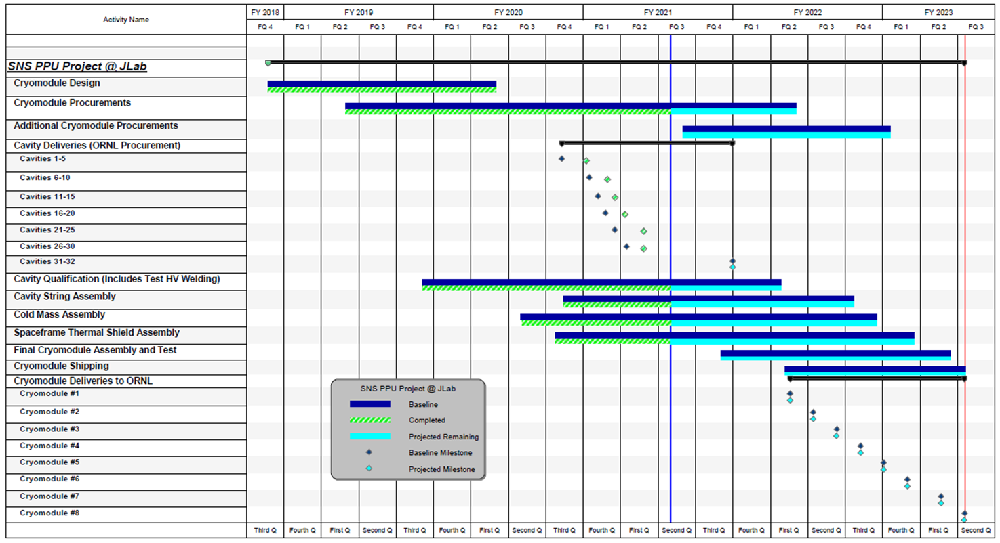 Activity Name
FY 2018 FY 2019 FY 2020 FY 2021 FY 2022 FY 2023
FQ 4 FQ 1 FQ 2 FQ 3 FQ 4 FQ 1 FQ 2 FQ 3 FQ 4 FQ 1 FQ 2 FQ 3 FQ 4 FQ 1 FQ 2 FQ 3 FQ 4 FQ 1 FQ 2 FQ 3
SNS PPU Project @ JLab
Cryomodule Design
Cryomodule Procurements
Additional Cryomodule Procurements
Cavity Deliveries (ORNL Procurement)
Cavities 1-5
Cavities 6-10
Cavities 11-15
Cavities 16-20
Cavities 21-25
Cavities 26-30
Cavities 31-32
Cavity Qualification (Includes Test HV Welding)
Cavity String Assembly
Cold Mass Assembly
Spaceframe Thermal Shield Assembly
Final Cryomodule Assembly and Test
Cryomodule Shipping
Cryomodule Deliveries to ORNL
Cryomodule #1
Cryomodule #2
Cryomodule #3
Cryomodule #4
Cryomodule #5
Cryomodule #6
Cryomodule #7
Cryomodule #8
SNS PPU Project @ JLab
Baseline
Completed
Projected Remaining
Baseline Milestone
Projected Milestone
Third Q Fourth Q First Q Second Q Third Q Fourth Q First Q Second Q Third Q Fourth Q First Q Second Q Third Q Fourth Q First Q Second Q Third Q Fourth Q First Q Second Q